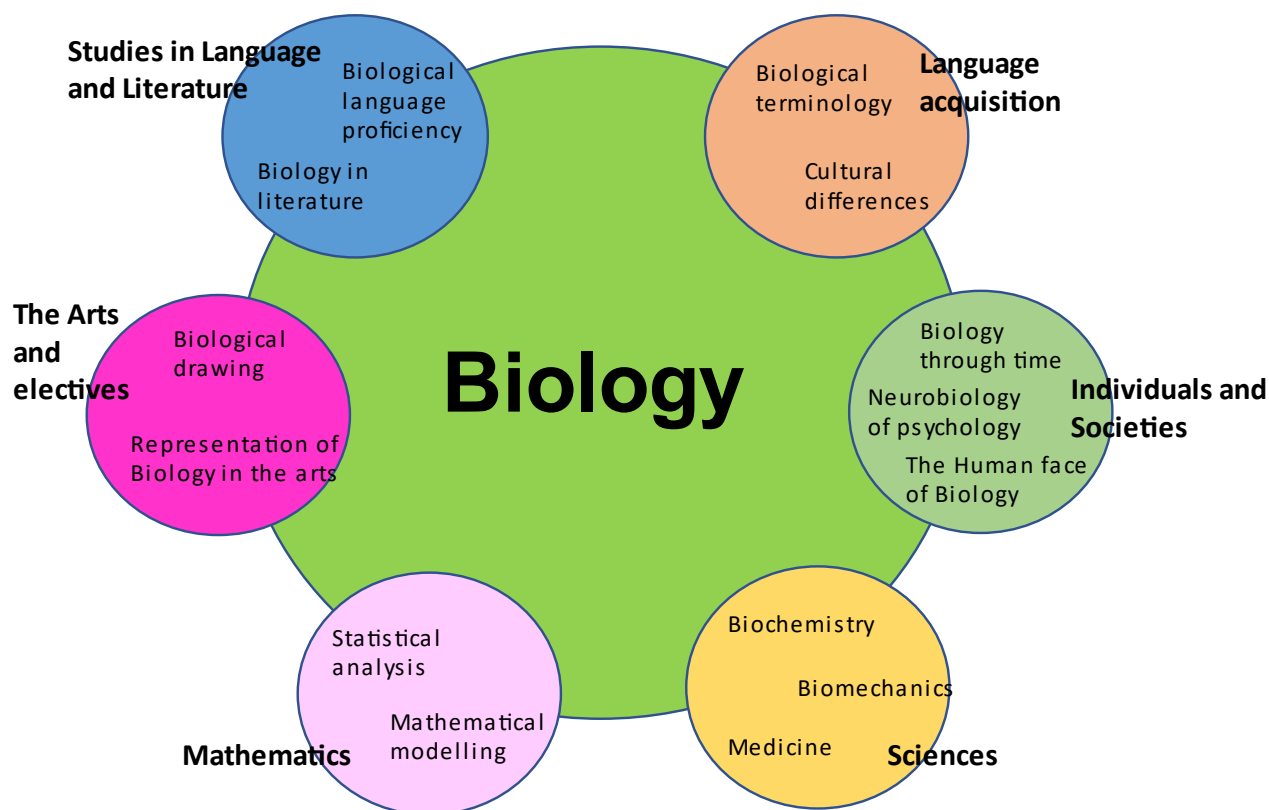 Studies in Language
and Literature
Biological
language
proficiency
Biology in
literature
Biological
terminology
Language
acquisition
Cultural
differences
The Arts
and
electives
Biological
drawing
Representation of
Biology in the arts
Biology
Biology
through time
Neurobiology
of psychology
The Human face
of Biology
Individuals and
Societies
Statistical
analysis
Mathematical
modelling
Mathematics
Biochemistry
Biomechanics
Medicine
Sciences